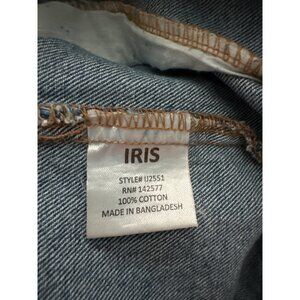 IRIS
STYLE# IJ2551
RN# 142577
100% COTTON
MADE IN BANGLADESH